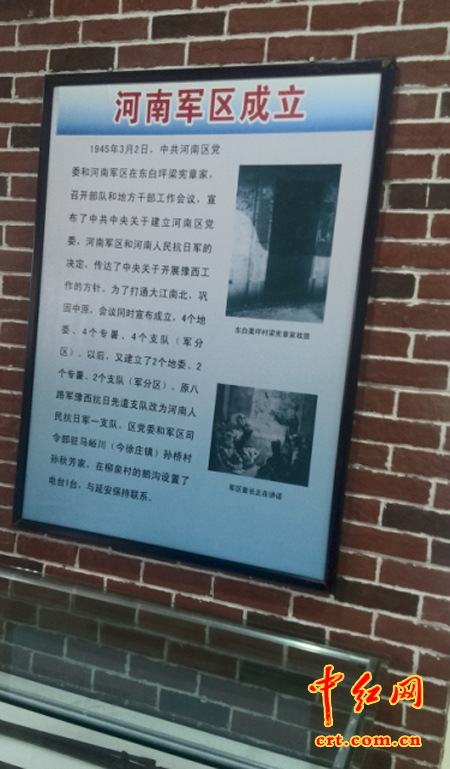 河南军区成立
1945年3月2日，中共河南区党
委和河南军区在东白坪梁宪章家，
召开部队和地方干部工作会议，宣
布了中共中央关于建立河南区党
委、河南军区和河南人民抗日军的
决定，传达了中央关于开展豫西工
作的方针，为了打通大江南北，巩
固中原，会议同时宣布成立，4个地
委、4个专署、4个支队（军分
区），以后，又建立了2个地委、2
个专署、2个支队（军分区）。原八
路军豫西抗日先遣支队改为河南人
民抗日军一支队。区党委和军区司
令部驻马峪川（今徐庄镇）孙桥村
孙秋芳家。在柳泉村的鹅沟设置了
电台1台，与延安保持联系。
东白栗坪村梁宪章家故居
军区首长正在讲话
中红网
crt.com.cn